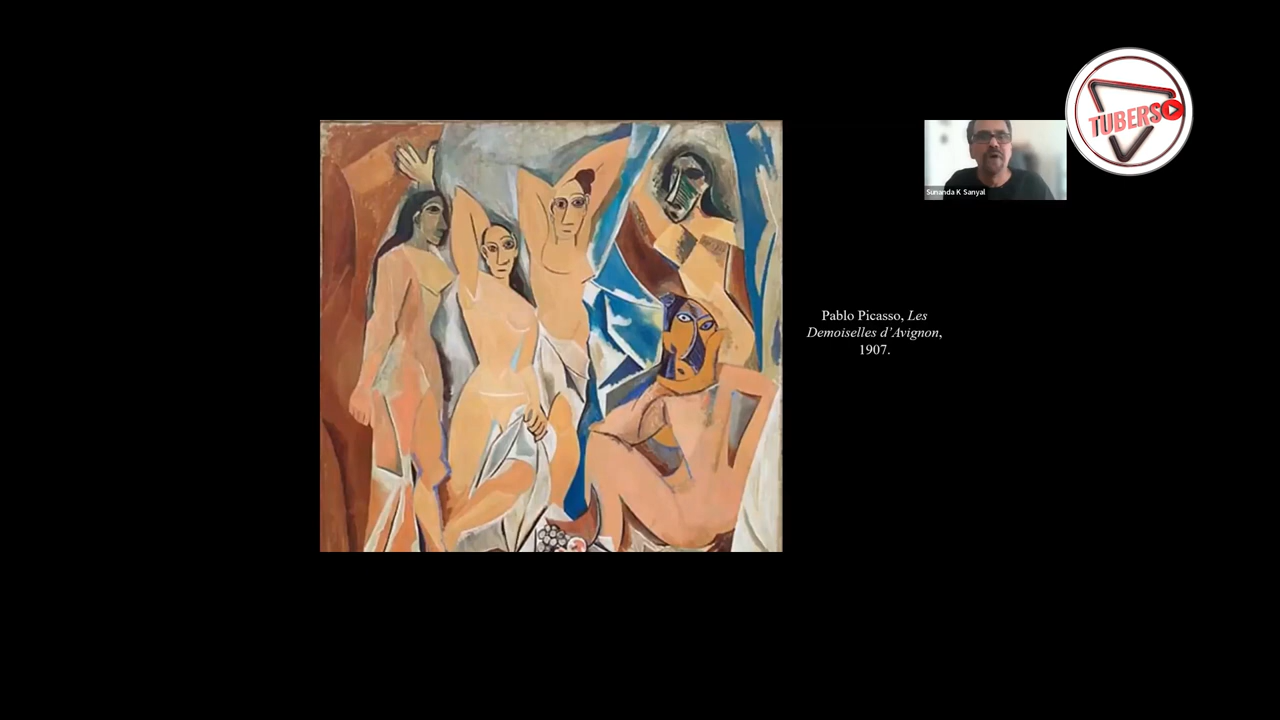 TUBERS
Sunanda K Sanyal
Pablo Picasso, Les
Demoiselles d'Avignon,
1907.